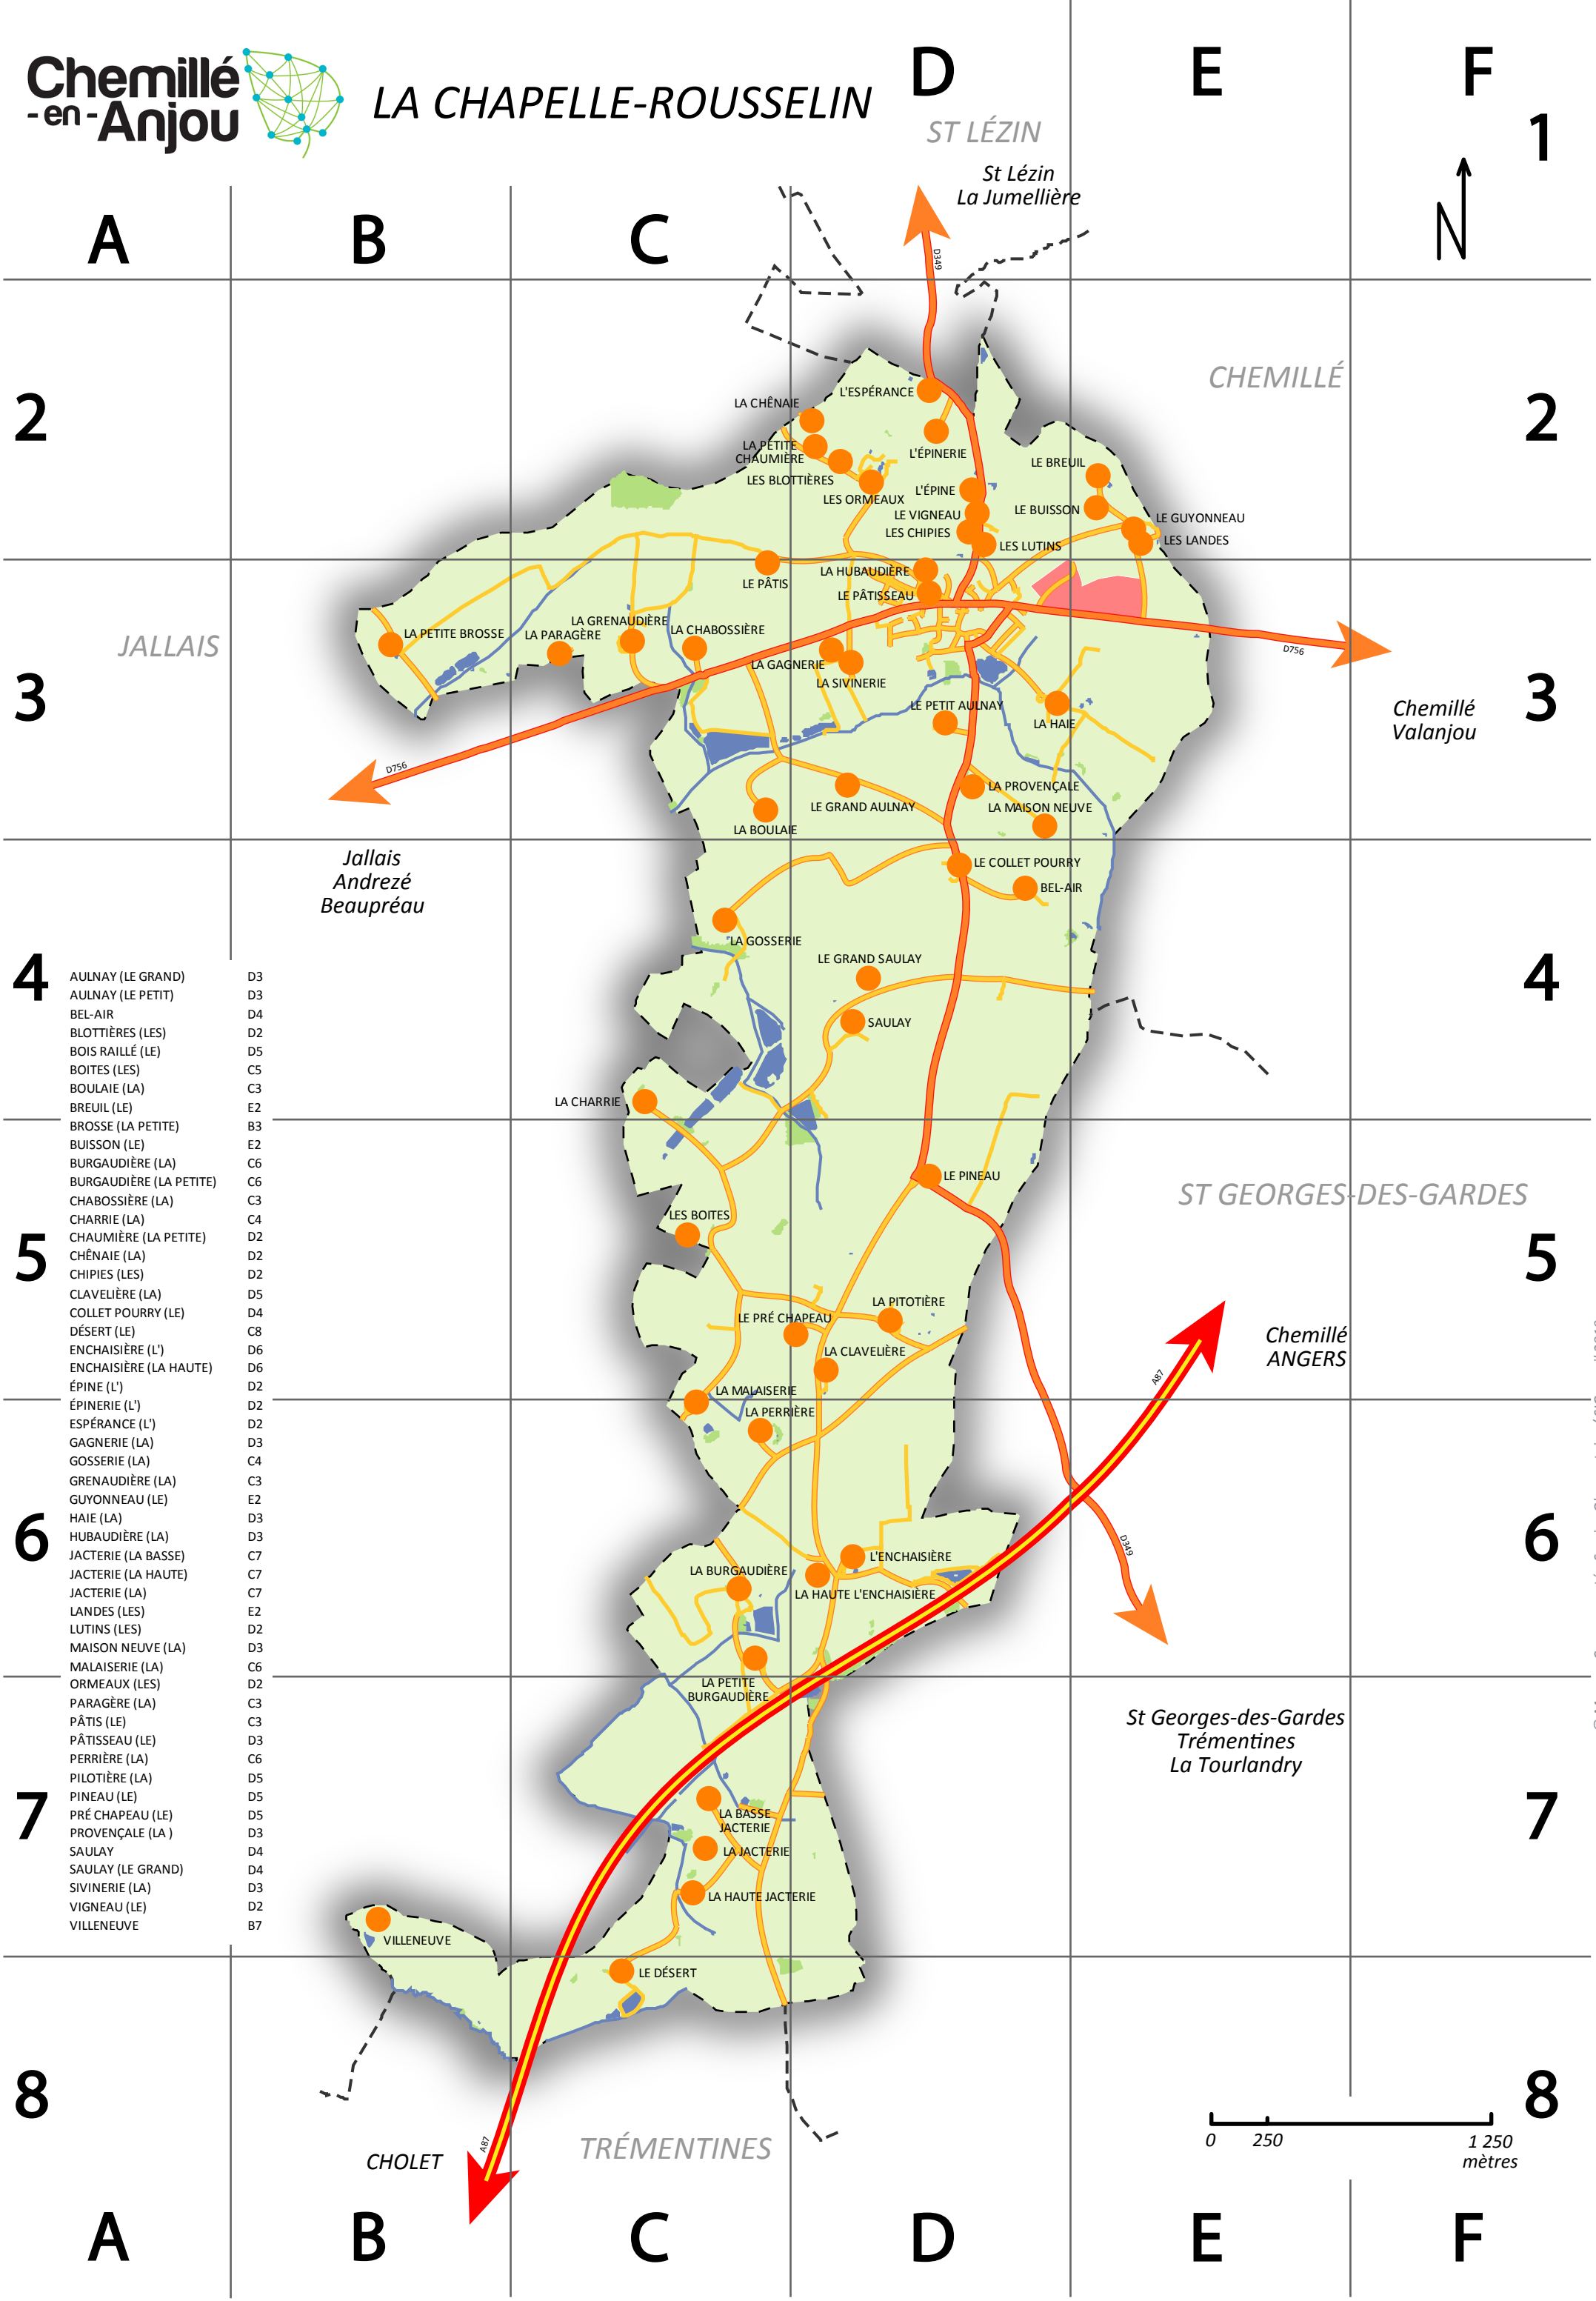 Chemillé
- en - Anjou
LA CHAPELLE-ROUSSELIN
D
E
F
1
ST LÉZIN
St Lézin
La Jumellière
A
B
C
N
D349
2
CHEMILLÉ
2
L'ESPÉRANCE
LA CHÊNAIE
LA PETITE
CHAUMIÈRE
L'ÉPINERIE
LES BLOTTIÈRES
LE BREUIL
LES ORMEAUX
L'ÉPINE
LE VIGNEAU
LE BUISSON
LE GUYONNEAU
LES CHIPIES
LES LUTINS
LES LANDES
LE PÂTIS
LA HUBAUDIÈRE
LE PÂTISSEAU
JALLAIS
LA PETITE BROSSE
LA PARAGÈRE
LA GRENAUDIÈRE
LA CHABOSSIÈRE
LA GAGNERIE
LA SIVINERIE
D756
3
LE PETIT AULNAY
LA HAIE
Chemillé
Valanjou
3
D756
LA PROVENÇALE
LE GRAND AULNAY
LA MAISON NEUVE
LA BOULAIE
Jallais
Andrezé
Beaupréau
LE COLLET POURRY
BEL-AIR
LA GOSSERIE
LE GRAND SAULAY
SAULAY
4
4
LA CHARRIE
AULNAY (LE GRAND) D3
AULNAY (LE PETIT) D3
BEL-AIR D4
BLOTTIÈRES (LES) D2
BOIS RAILLÉ (LE) D5
BOITES (LES) C5
BOULAIE (LA) C3
BREUIL (LE) E2
BROSSE (LA PETITE) B3
BUISSON (LE) E2
BURGAUDIÈRE (LA) C6
BURGAUDIÈRE (LA PETITE) C6
CHABOSSIÈRE (LA) C3
CHARRIE (LA) C4
CHAUMIÈRE (LA PETITE) D2
CHÊNAIE (LA) D2
CHIPIES (LES) D2
CLAVELIÈRE (LA) D5
COLLET POURRY (LE) D4
DÉSERT (LE) C8
ENCHAISIÈRE (L') D6
ENCHAISIÈRE (LA HAUTE) D6
ÉPINE (L') D2
ÉPINERIE (L') D2
ESPÉRANCE (L') D2
GAGNERIE (LA) D3
GOSSERIE (LA) C4
GRENAUDIÈRE (LA) C3
GUYONNEAU (LE) E2
HAIE (LA) D3
HUBAUDIÈRE (LA) D3
JACTERIE (LA BASSE) C7
JACTERIE (LA HAUTE) C7
JACTERIE (LA) C7
LANDES (LES) E2
LUTINS (LES) D2
MAISON NEUVE (LA) D3
MALAISERIE (LA) C6
ORMEAUX (LES) D2
PARAGÈRE (LA) C3
PÂTIS (LE) C3
PÂTISSEAU (LE) D3
PERRIÈRE (LA) C6
PILOTIÈRE (LA) D5
PINEAU (LE) D5
PRÉ CHAPEAU (LE) D5
PROVENÇALE (LA ) D3
SAULAY D4
SAULAY (LE GRAND) D4
SIVINERIE (LA) D3
VIGNEAU (LE) D2
VILLENEUVE B7
LE PINEAU
ST GEORGES-DES-GARDES
LES BOITES
5
5
LA PITOTIÈRE
LE PRÉ CHAPEAU
LA CLAVELIÈRE
Chemillé
ANGERS
A87
LA MALAISERIE
LA PERRIÈRE
6
6
D349
L'ENCHAISIÈRE
LA BURGAUDIÈRE
LA HAUTE L'ENCHAISIÈRE
LA PETITE
BURGAUDIÈRE
St Georges-des-Gardes
Trémentines
La Tourlandry
7
7
LA BASSE
JACTERIE
LA JACTERIE
LA HAUTE JACTERIE
VILLENEUVE
LE DÉSERT
8
8
A87
CHOLET
TRÉMENTINES
0 250 1 250
mètres
A
B
C
D
E
F